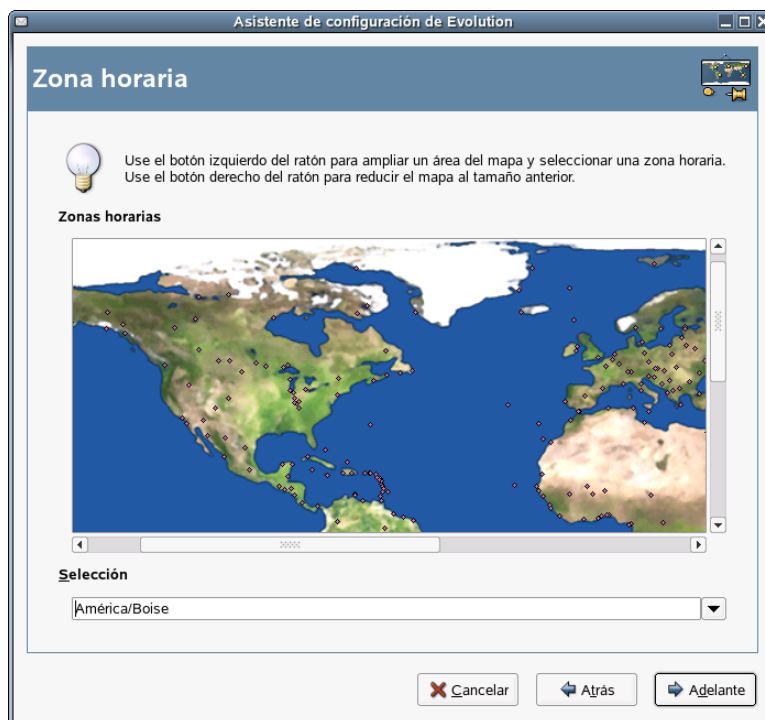 Asistente de configuración de Evolution
Zona horaria
Use el botón izquierdo del ratón para ampliar un área del mapa y seleccionar una zona horaria.
Use el botón derecho del ratón para reducir el mapa al tamaño anterior.
Zonas horarias
Selección
América/Boise
Cancelar
Atrás
Adelante